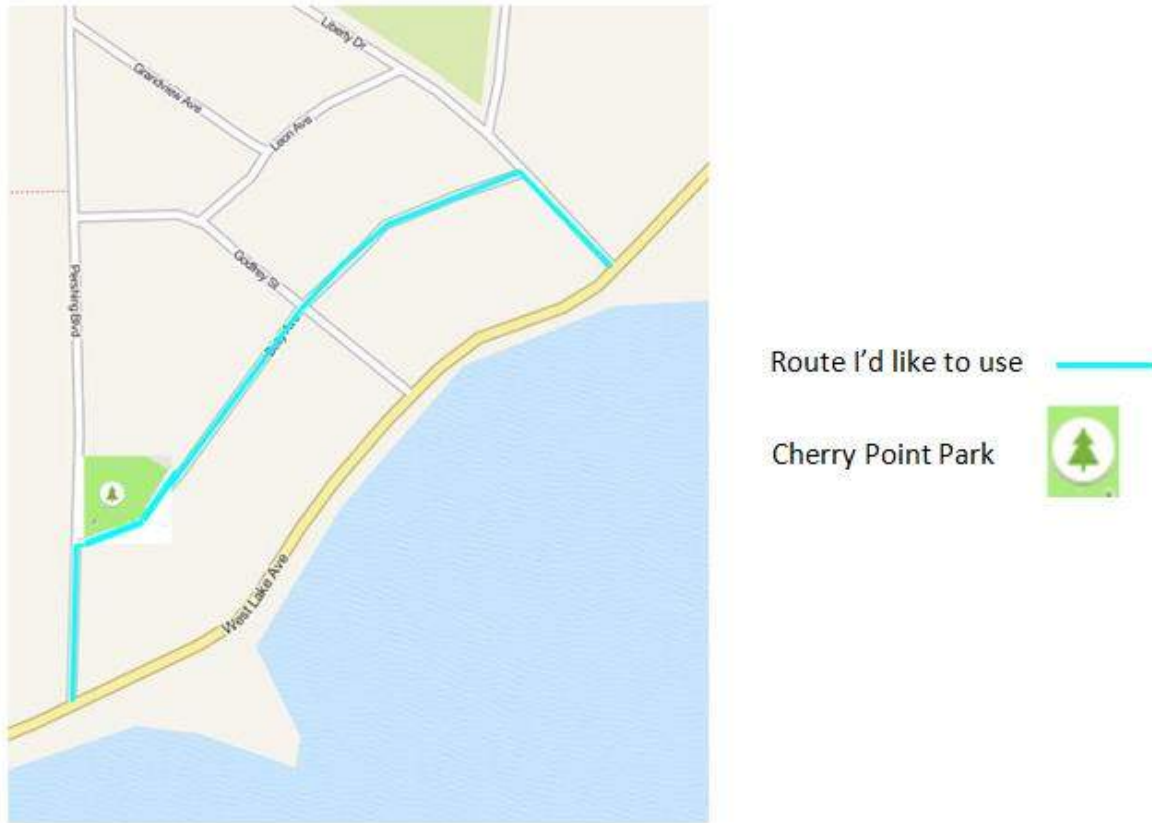 Liberty Dr
Grandview Ave
Leon Ave
Godfrey St
Pershing Blvd
Ave
West Lake Ave
Route I'd like to use
Cherry Point Park